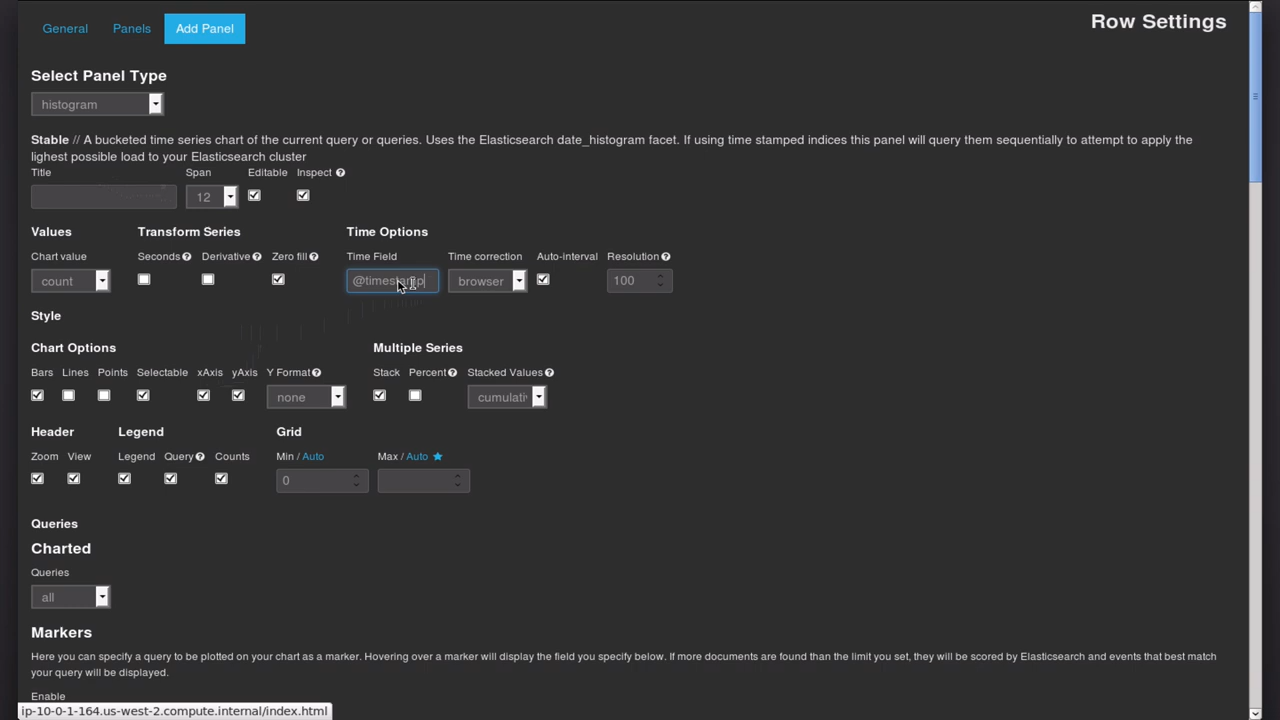 General Panels Add Panel Row Settings
Select Panel Type
histogram
Stable // A bucketed time series chart of the current query or queries. Uses the Elasticsearch date_histogram facet. If using time stamped indices this panel will query them sequentially to attempt to apply the
lighest possible load to your Elasticsearch cluster
Title Span Editable Inspect
12
Values Transform Series Time Options
Chart value Seconds Derivative Zero fill Time Field Time correction Auto-interval Resolution
count @timestamp browser 100
Style
Chart Options Multiple Series
Bars Lines Points Selectable xAxis yAxis Y Format Stack Percent Stacked Values
none cumulativ
Header Legend Grid
Zoom View Legend Query Counts Min / Auto Max / Auto
0
Queries
Charted
Queries
all
Markers
Here you can specify a query to be plotted on your chart as a marker. Hovering over a marker will display the field you specify below. If more documents are found than the limit you set, they will be scored by Elasticsearch and events that best match
your query will be displayed.
Enable
ip-10-0-1-164.us-west-2.compute.internal/index.html